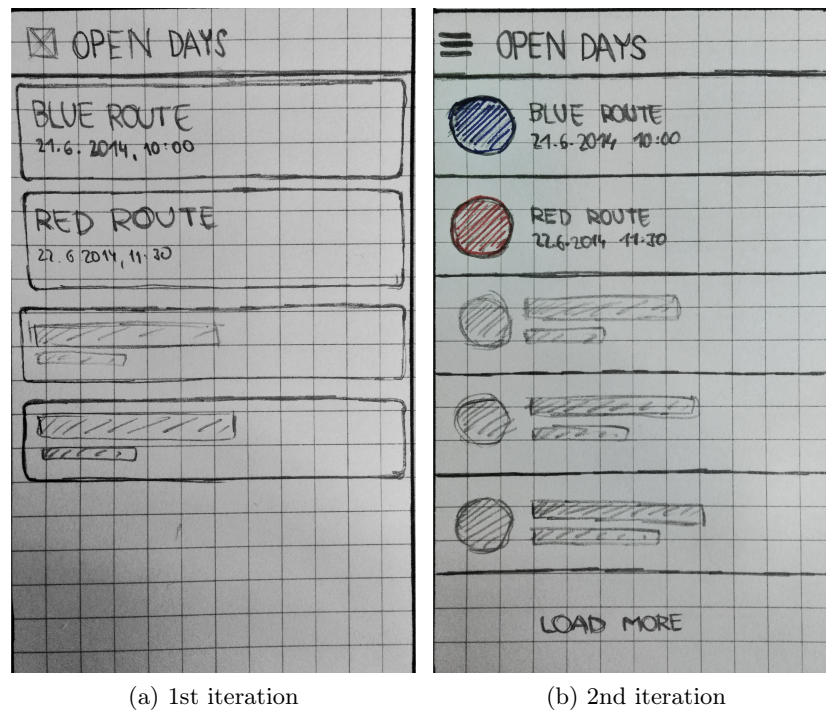 OPEN DAYS
BLUE ROUTE
21.6. 2014, 10:00
RED ROUTE
22.6 2014, 11:30
(a) 1st iteration
OPEN DAYS
BLUE ROUTE
21.6.2014 10:00
RED ROUTE
22.6.2014 11:30
LOAD MORE
(b) 2nd iteration